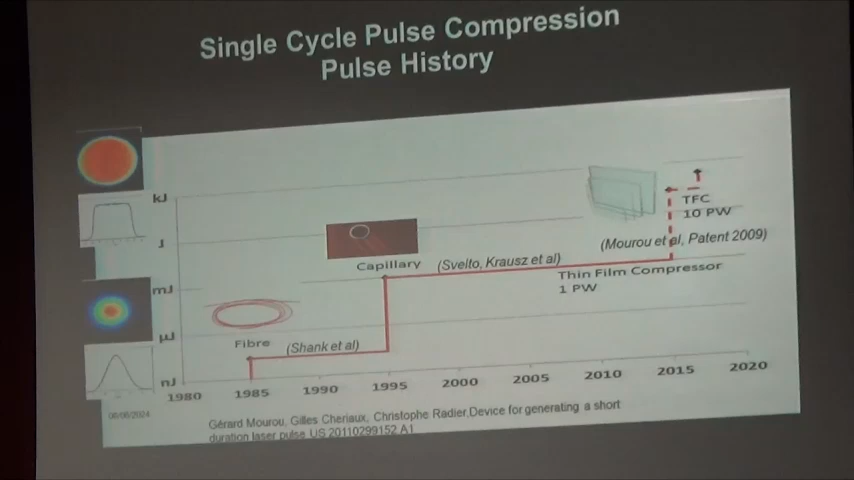 Single Cycle Pulse Compression
Pulse History
kJ
J
mJ
µJ
nJ
TFC
10 PW
(Mourou et al, Patent 2009)
Capillary
(Svelto, Krausz et al)
Thin Film Compressor
1 PW
Fibre
(Shank et al)
1980 1985 1990 1995 2000 2005 2010 2015 2020
06/06/2024
Gérard Mourou, Gilles Cheriaux, Christophe Radier.Device for generating a short
duration laser pulse US 20110299152 A1